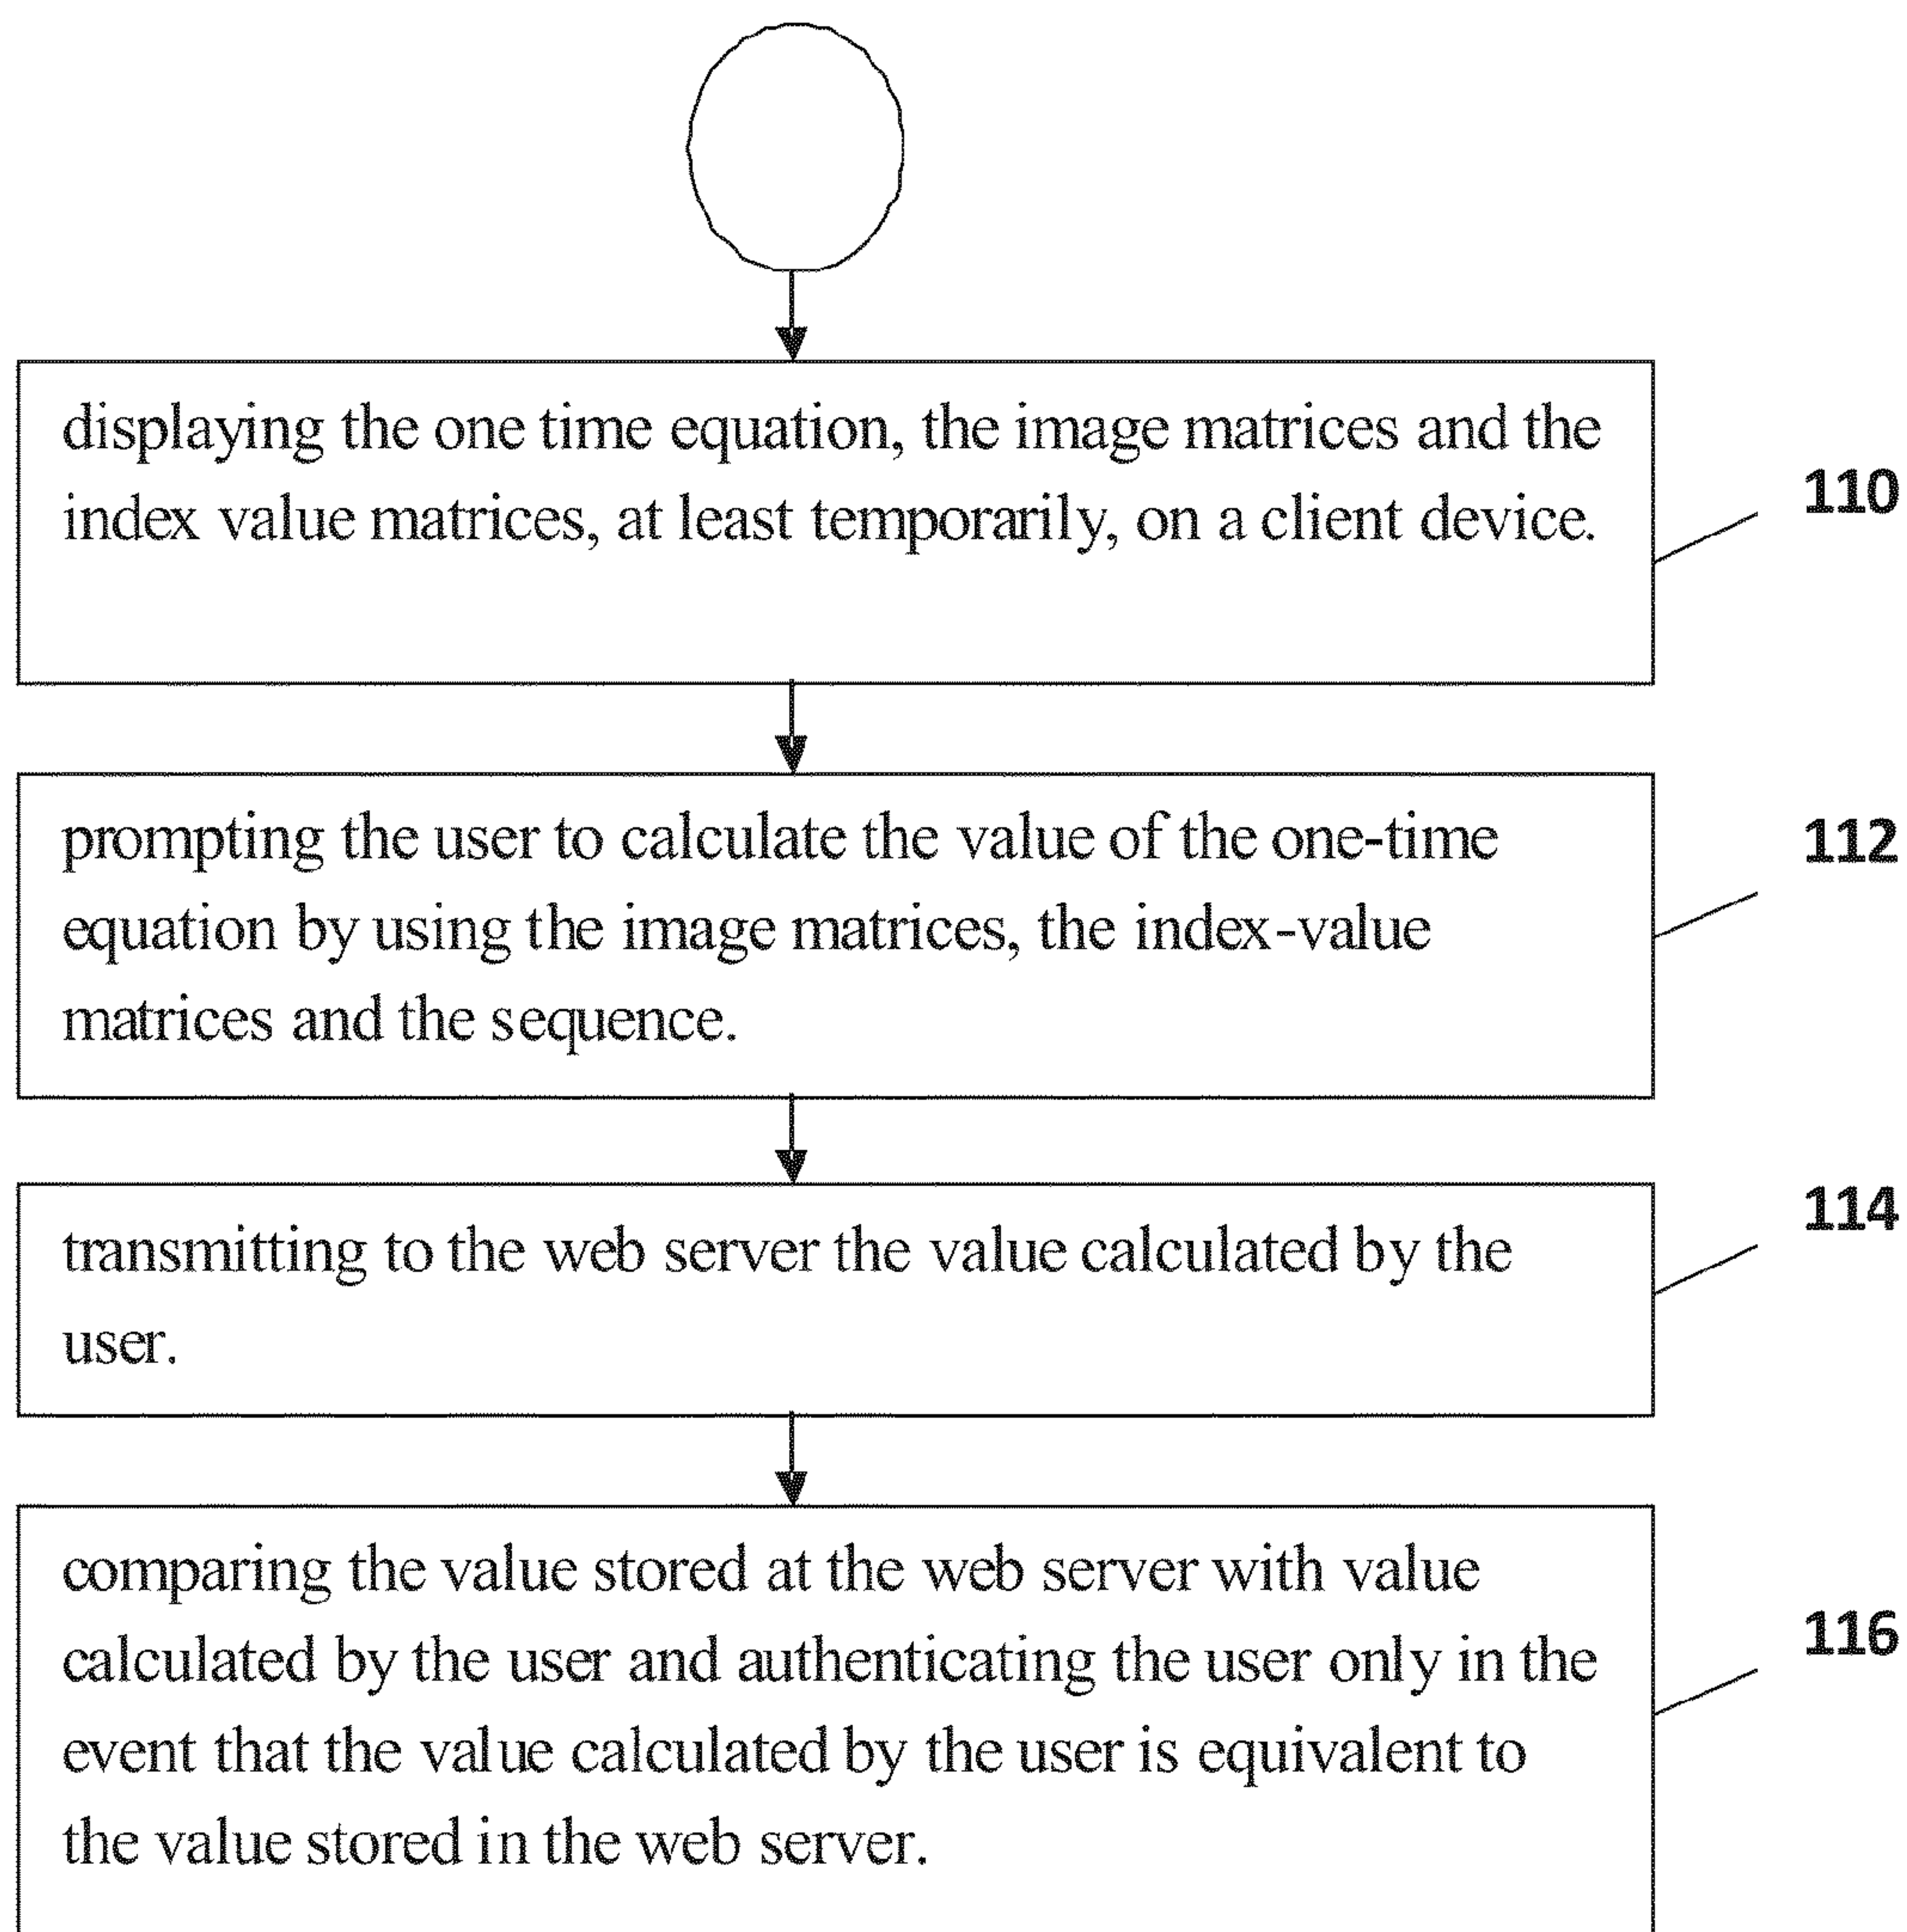 displaying the one time equation, the image matrices and the
index value matrices, at least temporarily, on a client device.
110
prompting the user to calculate the value of the one-time
equation by using the image matrices, the index-value
matrices and the sequence.
112
transmitting to the web server the value calculated by the
user.
114
comparing the value stored at the web server with value
calculated by the user and authenticating the user only in the
event that the value calculated by the user is equivalent to
the value stored in the web server.
116